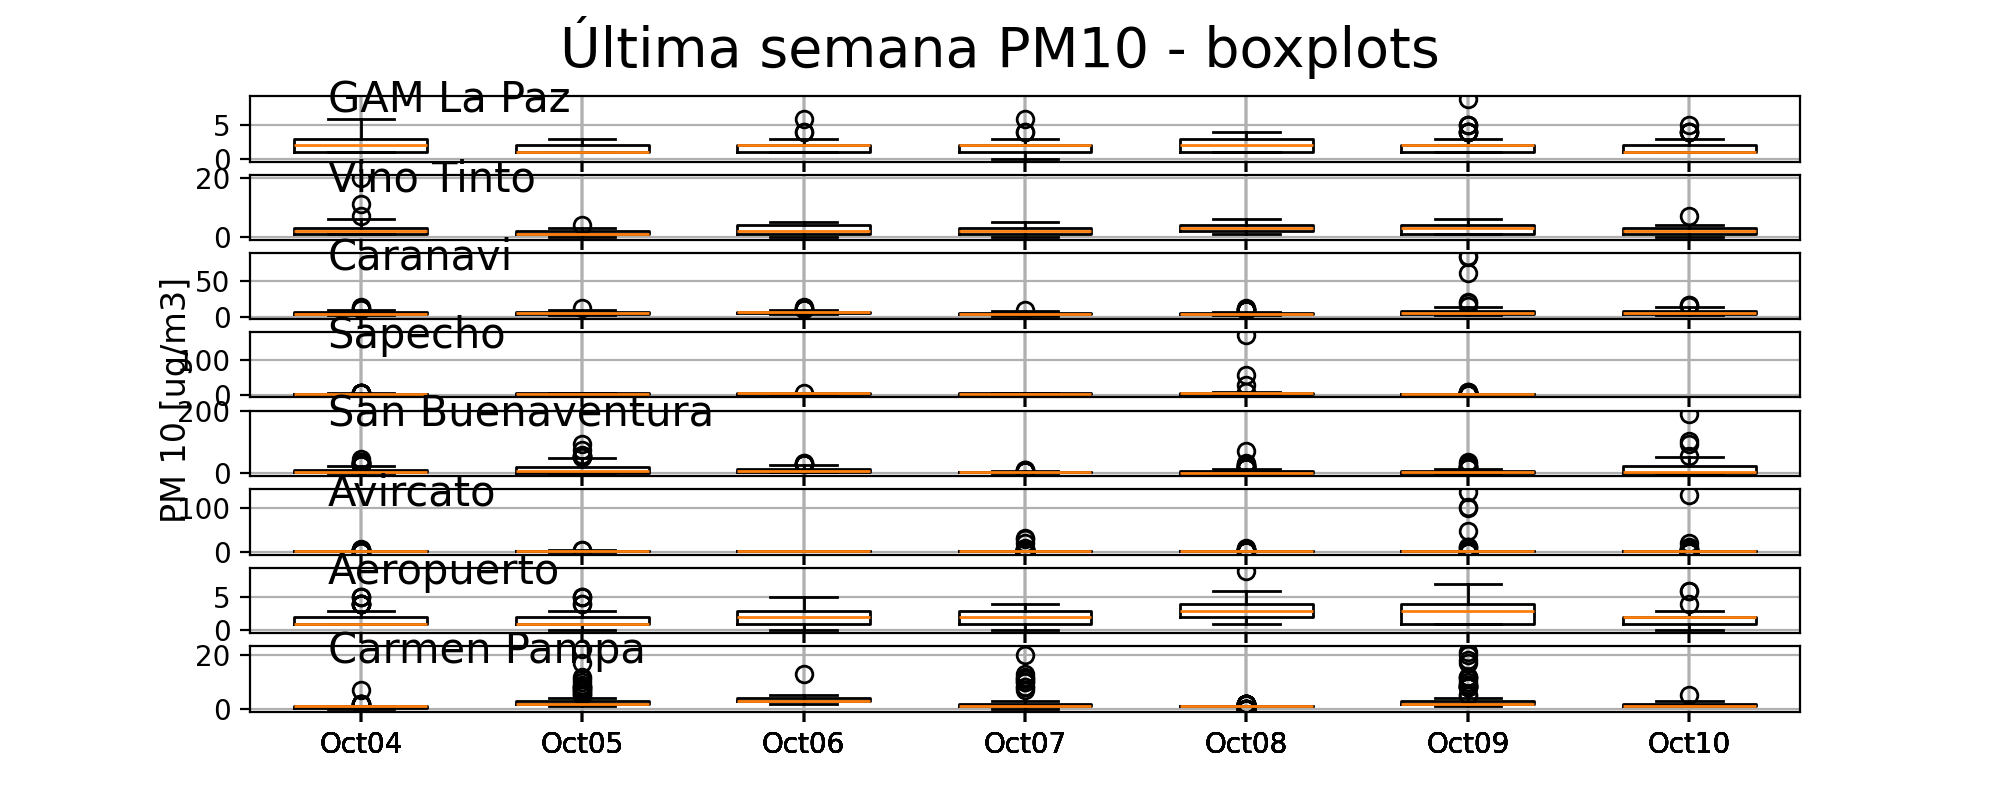 Última semana PM10 - boxplots
GAM La Paz
5
0
Vino Tinto
20
0
Caranavi
50
0
Sapecho
100
0
San Buenaventura
200
0
Avircato
100
0
Aeropuerto
5
0
Carmen Pampa
20
0
PM 10 [ug/m3]
Oct04 Oct05 Oct06 Oct07 Oct08 Oct09 Oct10